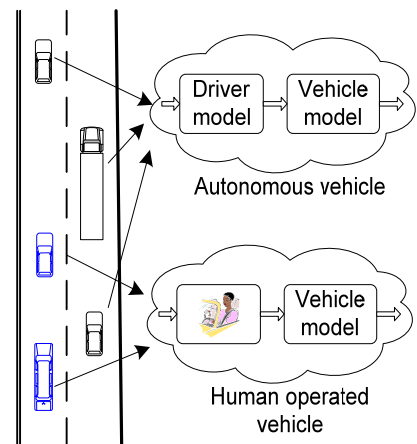 Driver
model
Vehicle
model
Autonomous vehicle
Vehicle
model
Human operated
vehicle